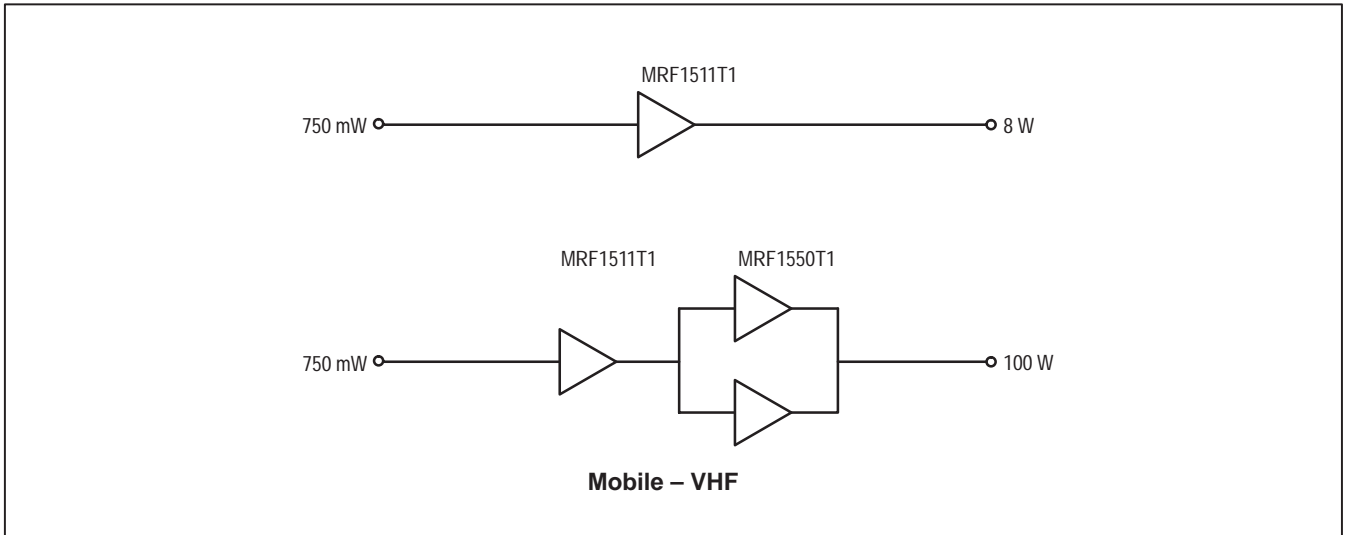 MRF1511T1
750 mW
8 W
MRF1511T1
MRF1550T1
750 mW
100 W
Mobile – VHF